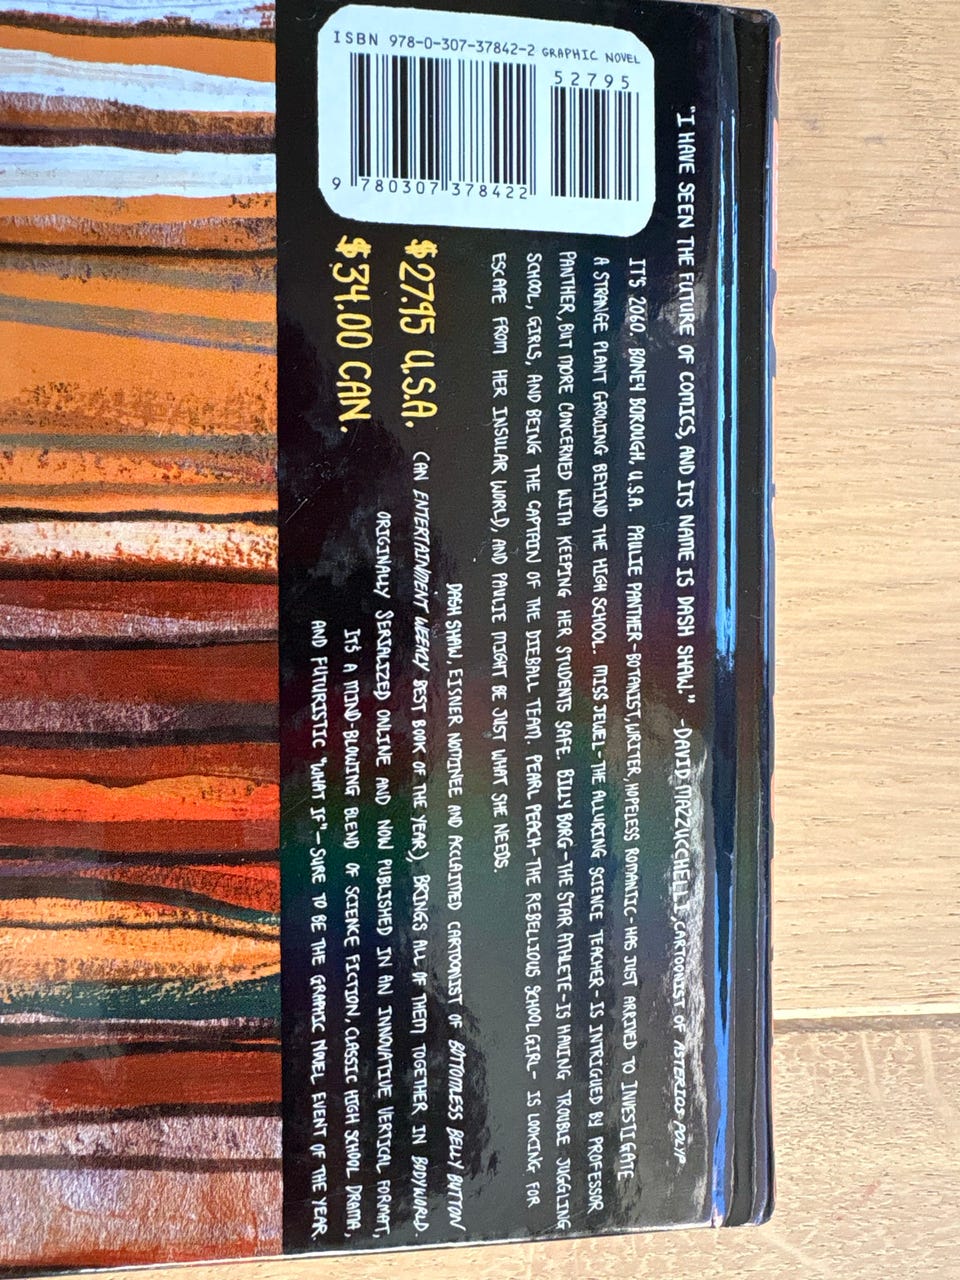 "I HAVE SEEN THE FUTURE OF COMICS, AND ITS NAME IS DASH SHAW." -DAVID MAZZUCCHELLI, CARTOONIST OF ASTERIOS POLYP
IT'S 2060. BONEY BOROUGH, U.S.A. PAULIE PANTHER-BOTANIST, WRITER, HOPELESS ROMANTIC-HAS JUST ARRIVED TO INVESTIGATE
A STRANGE PLANT GROWING BEHIND THE HIGH SCHOOL. MISS JEWEL-THE ALLURING SCIENCE TEACHER-IS INTRIGUED BY PROFESSOR
PANTHER, BUT MORE CONCERNED WITH KEEPING HER STUDENTS SAFE. BILLY BORG-THE STAR ATHLETE-IS HAVING TROUBLE JUGGLING
SCHOOL, GIRLS, AND BEING THE CAPTAIN OF THE DIEBALL TEAM. PEARL PEACH-THE REBELLIOUS SCHOOLGIRL- IS LOOKING FOR
ESCAPE FROM HER INSULAR WORLD, AND PAULIE MIGHT BE JUST WHAT SHE NEEDS.
DASH SHAW, EISNER NOMINEE AND ACCLAIMED CARTOONIST OF BOTTOMLESS BELLY BUTTON
(AN ENTERTAINMENT WEEKLY BEST BOOK OF THE YEAR), BRINGS ALL OF THEM TOGETHER IN BODYWORLD.
ORIGINALLY SERIALIZED ONLINE AND NOW PUBLISHED IN AN INNOVATIVE VERTICAL FORMAT,
IT'S A MIND-BLOWING BLEND OF SCIENCE FICTION, CLASSIC HIGH SCHOOL DRAMA,
AND FUTURISTIC "WHAT IF"-SURE TO BE THE GRAPHIC NOVEL EVENT OF THE YEAR.
$27.95 U.S.A.
$34.00 CAN.
ISBN 978-0-307-37842-2 GRAPHIC NOVEL
52795
9 780307 378422